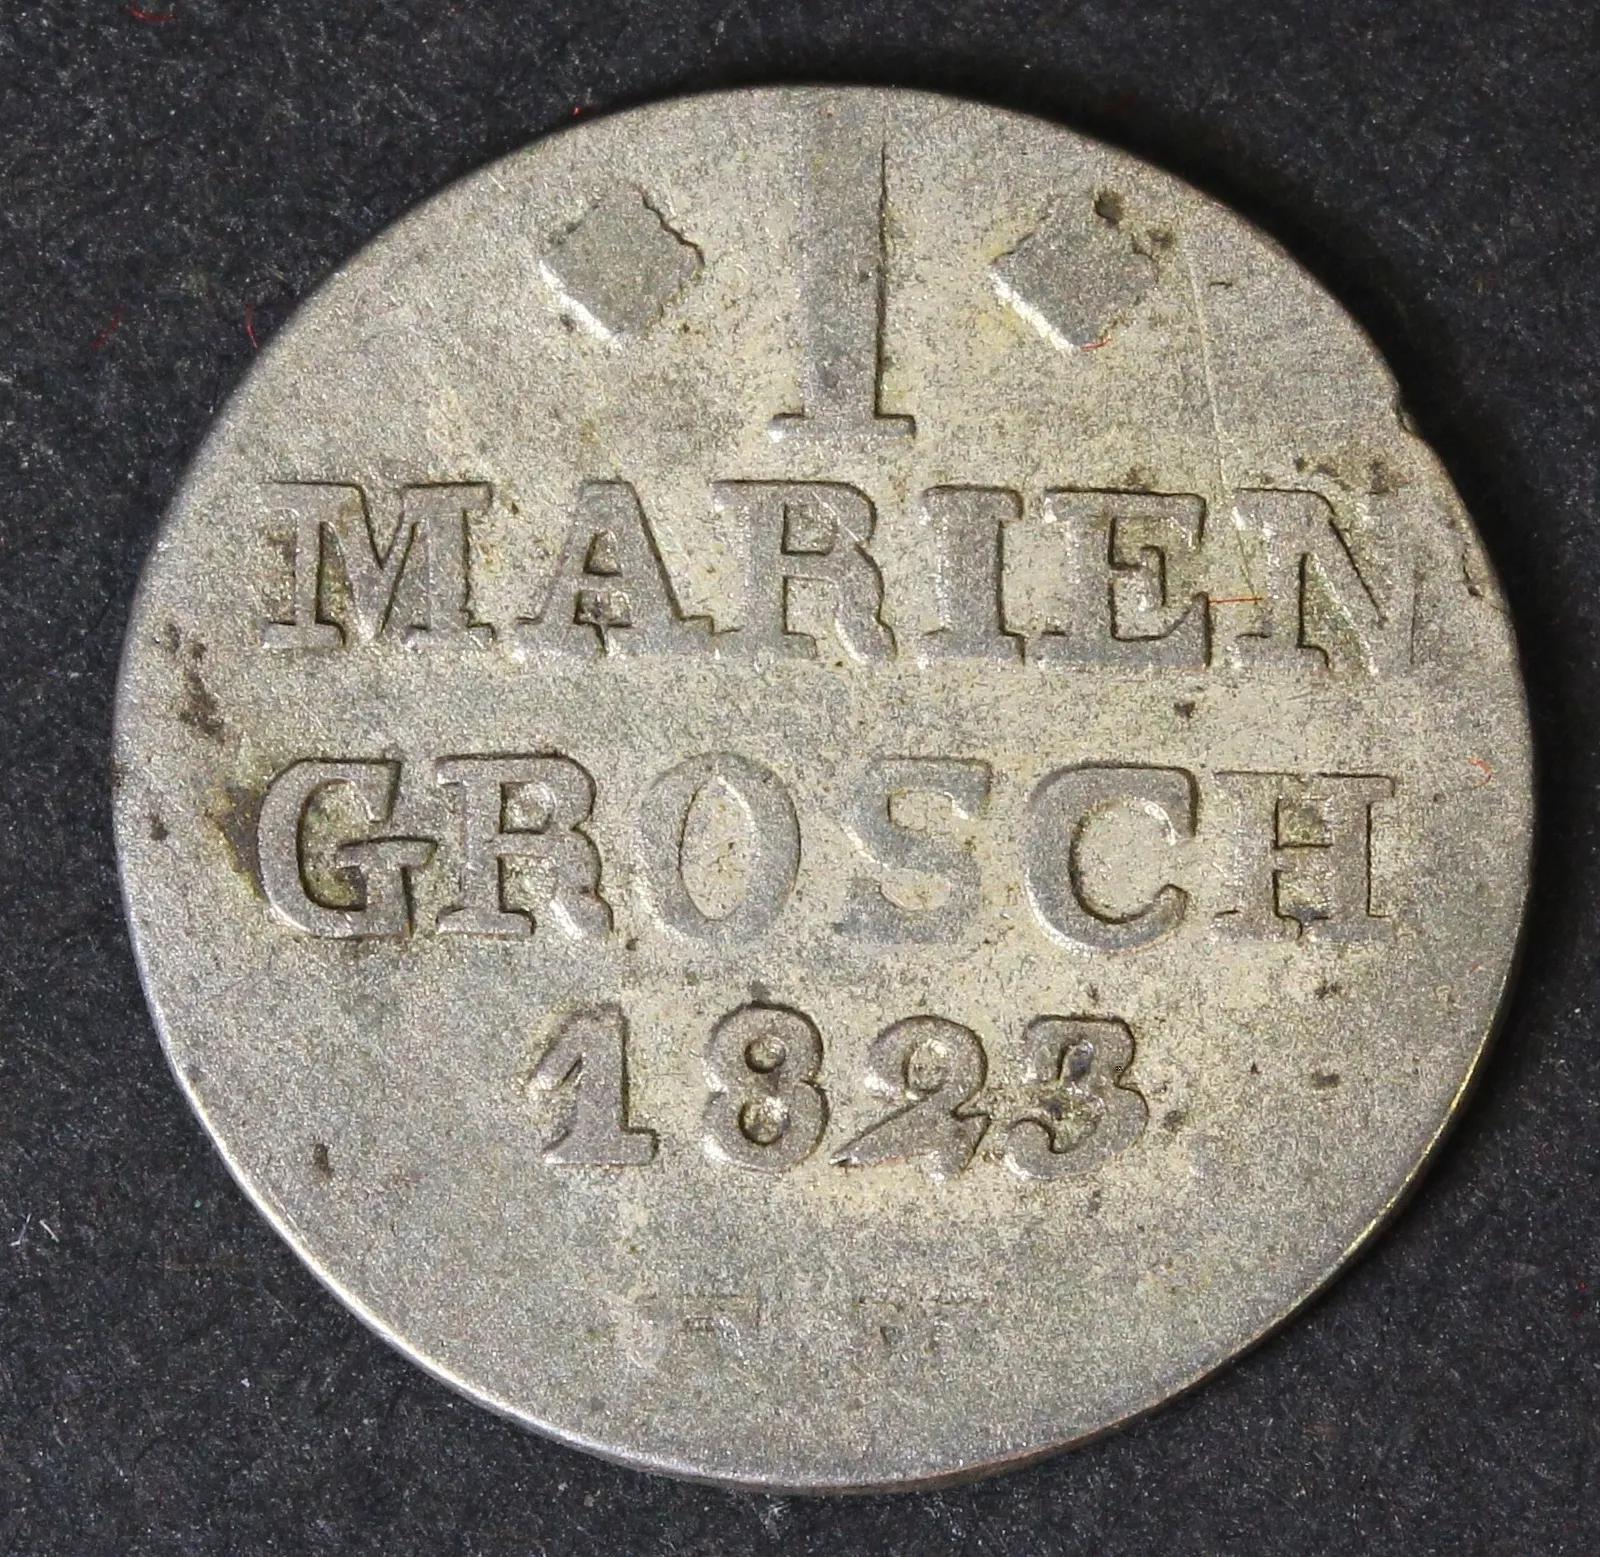 1
MARIEN
GROSCH
1823